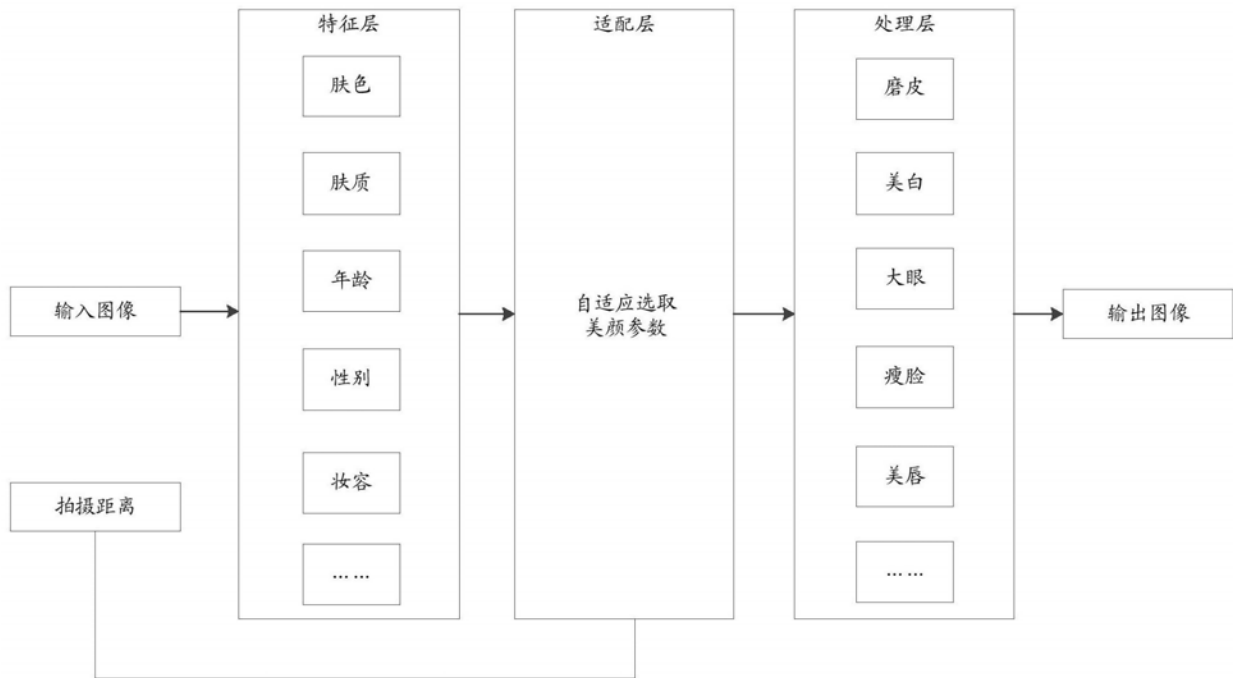 特征层
肤色
肤质
年龄
性别
妆容
... ...
适配层
自适应选取
美颜参数
处理层
磨皮
美白
大眼
瘦脸
美唇
... ...
输入图像
拍摄距离
输出图像